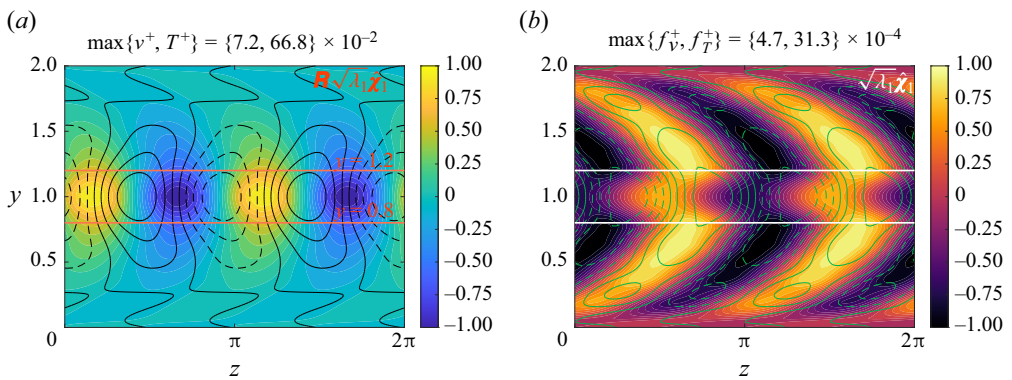 (a)
max{v⁺, T⁺} = {7.2, 66.8} × 10⁻²
2.0
1.5
y 1.0
0.5
0
π
2π
z
R√λ₁χ̂₁
y = 1.2
y = 0.8
1.00
0.75
0.50
0.25
0
–0.25
–0.50
–0.75
–1.00
(b)
max{f_v⁺, f_T⁺} = {4.7, 31.3} × 10⁻⁴
2.0
1.5
1.0
0.5
0
π
2π
z
√λ₁χ̂₁
1.00
0.75
0.50
0.25
0
–0.25
–0.50
–0.75
–1.00